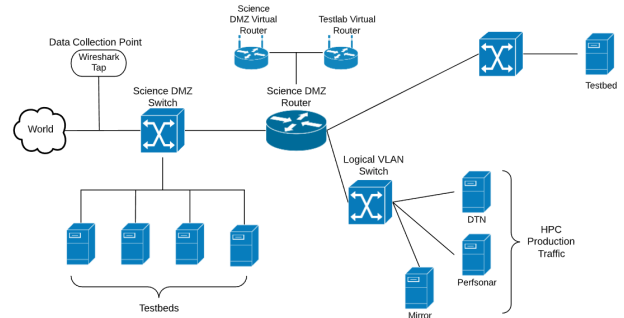 Science
DMZ Virtual
Router
Testlab Virtual
Router
Data Collection Point
Wireshark
Tap
Science DMZ
Switch
Science DMZ
Router
Testbed
World
Logical VLAN
Switch
DTN
HPC
Production
Traffic
Perfsonar
Mirror
Testbeds